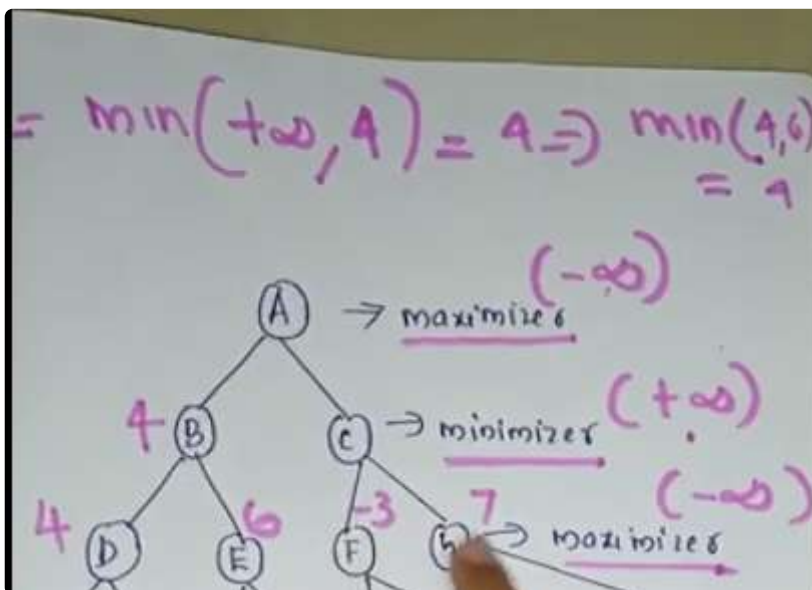 = min(+∞, 4) = 4 => min(4,6)
= 4
(-∞)
A → maximizer
(+∞)
4 B C → minimizer
(-∞)
4 6 -3 7
D E F G → maximizer